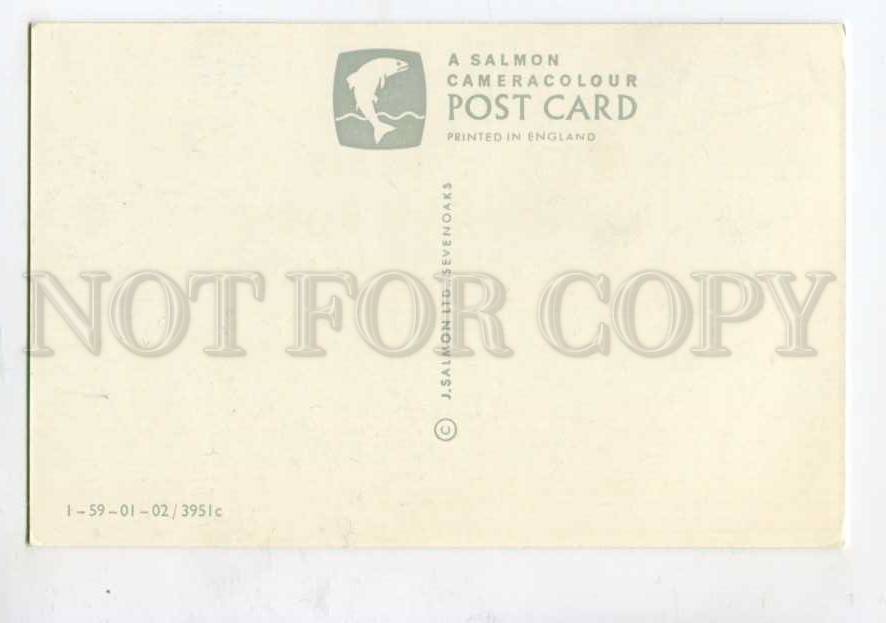 A SALMON
CAMERACOLOUR
POST CARD
PRINTED IN ENGLAND
© J. SALMON LTD., SEVENOAKS
NOT FOR COPY
1-59-01-02/3951c